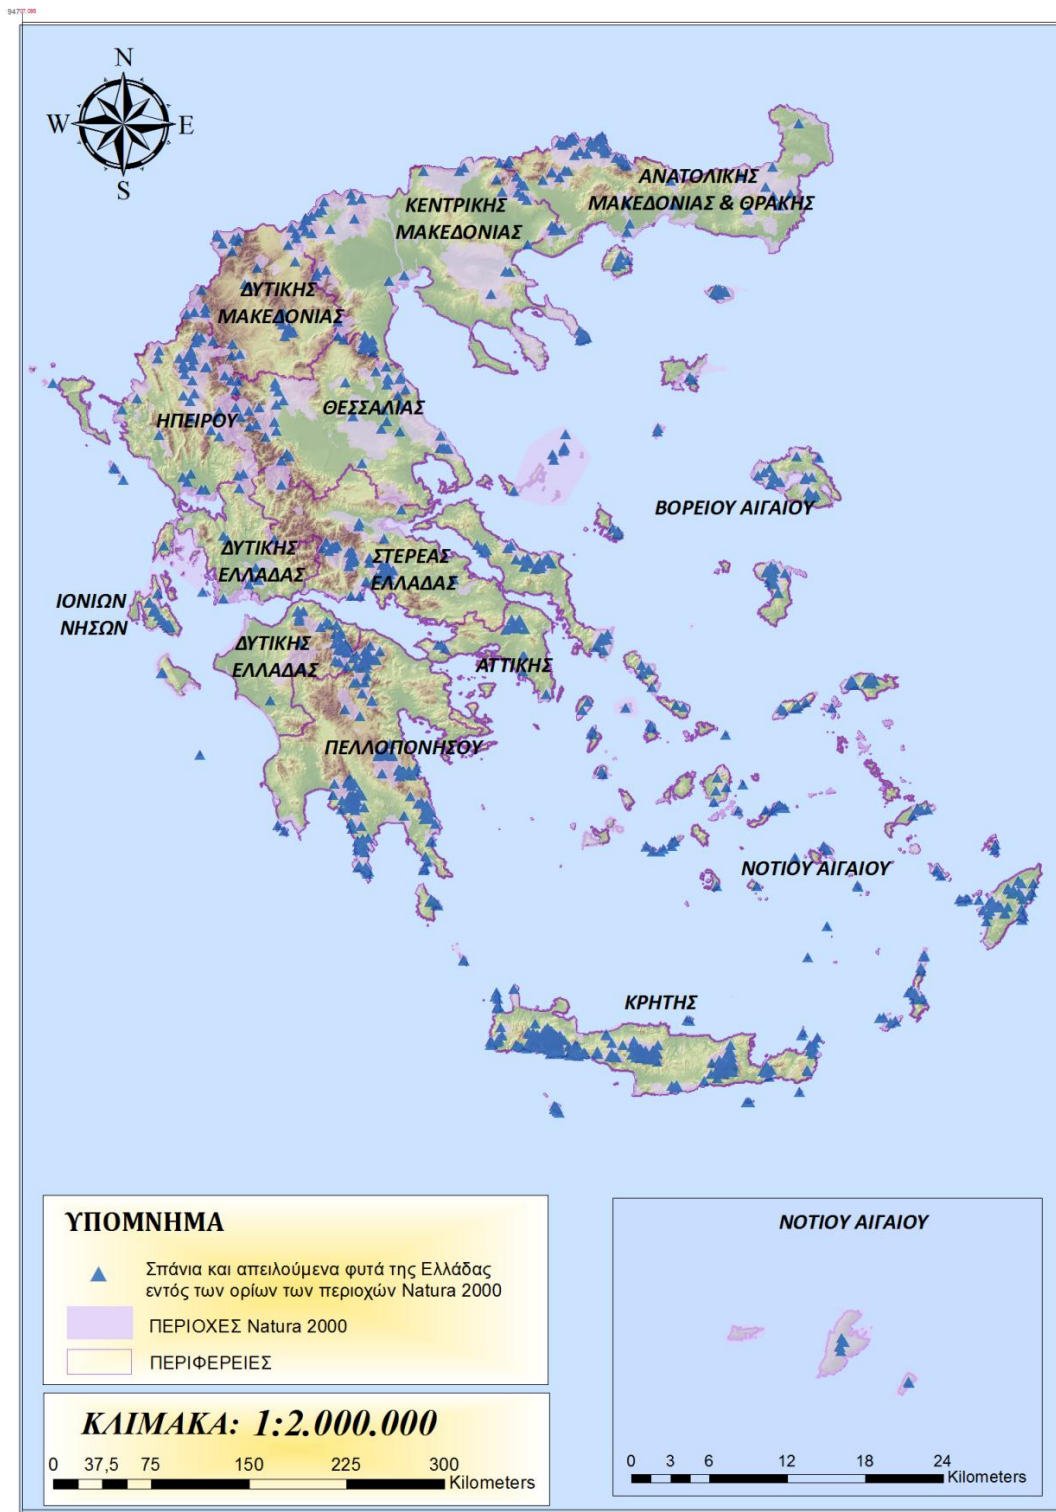 N
W E
S
ΑΝΑΤΟΛΙΚΗΣ
ΜΑΚΕΔΟΝΙΑΣ & ΘΡΑΚΗΣ
ΚΕΝΤΡΙΚΗΣ
ΜΑΚΕΔΟΝΙΑΣ
ΔΥΤΙΚΗΣ
ΜΑΚΕΔΟΝΙΑΣ
ΗΠΕΙΡΟΥ
ΘΕΣΣΑΛΙΑΣ
ΒΟΡΕΙΟΥ ΑΙΓΑΙΟΥ
ΔΥΤΙΚΗΣ
ΕΛΛΑΔΑΣ
ΣΤΕΡΕΑΣ
ΕΛΛΑΔΑΣ
ΙΟΝΙΩΝ
ΝΗΣΩΝ
ΔΥΤΙΚΗΣ
ΕΛΛΑΔΑΣ
ΑΤΤΙΚΗΣ
ΠΕΛΛΟΠΟΝΗΣΟΥ
ΝΟΤΙΟΥ ΑΙΓΑΙΟΥ
ΚΡΗΤΗΣ
ΥΠΟΜΝΗΜΑ
Σπάνια και απειλούμενα φυτά της Ελλάδας
εντός των ορίων των περιοχών Natura 2000
ΠΕΡΙΟΧΕΣ Natura 2000
ΠΕΡΙΦΕΡΕΙΕΣ
ΚΛΙΜΑΚΑ: 1:2.000.000
0 37,5 75 150 225 300
Kilometers
ΝΟΤΙΟΥ ΑΙΓΑΙΟΥ
0 3 6 12 18 24
Kilometers